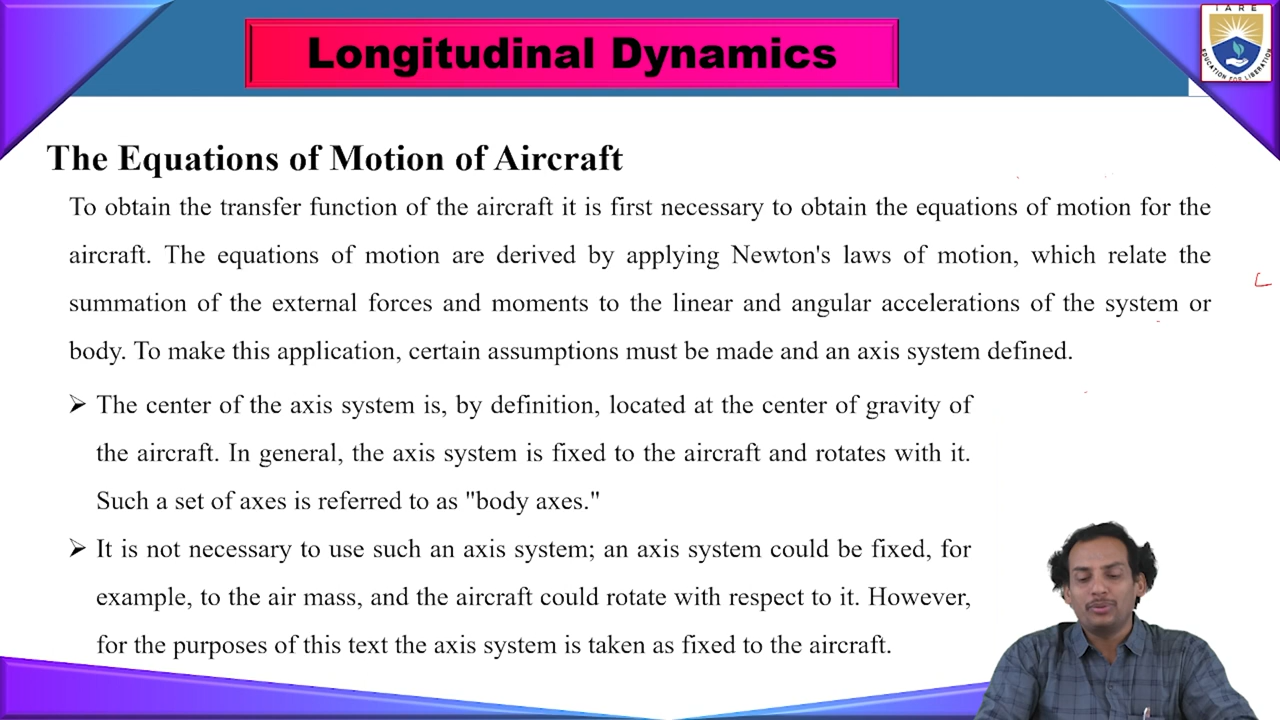 IARE
EDUCATION FOR LIBERATION
Longitudinal Dynamics
The Equations of Motion of Aircraft
To obtain the transfer function of the aircraft it is first necessary to obtain the equations of motion for the
aircraft. The equations of motion are derived by applying Newton's laws of motion, which relate the
summation of the external forces and moments to the linear and angular accelerations of the system or
body. To make this application, certain assumptions must be made and an axis system defined.
➢ The center of the axis system is, by definition, located at the center of gravity of
the aircraft. In general, the axis system is fixed to the aircraft and rotates with it.
Such a set of axes is referred to as "body axes."
➢ It is not necessary to use such an axis system; an axis system could be fixed, for
example, to the air mass, and the aircraft could rotate with respect to it. However,
for the purposes of this text the axis system is taken as fixed to the aircraft.